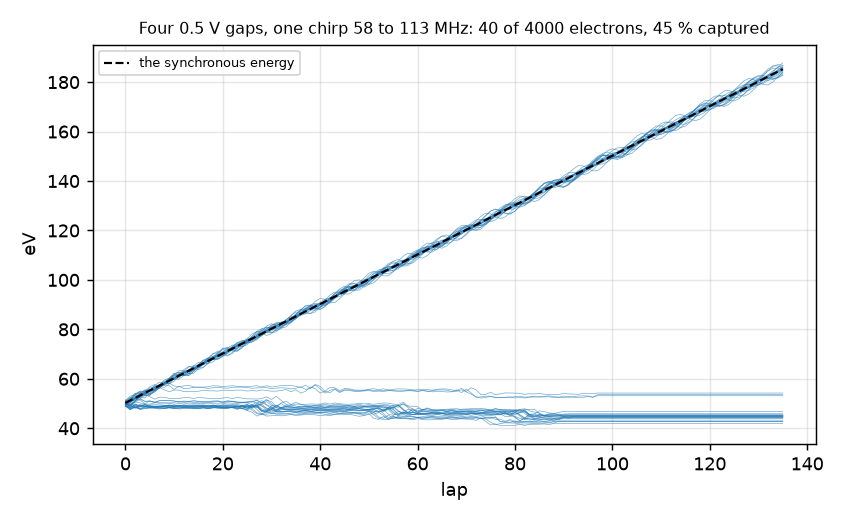 Four 0.5 V gaps, one chirp 58 to 113 MHz: 40 of 4000 electrons, 45 % captured
the synchronous energy
eV
180
160
140
120
100
80
60
40
0 20 40 60 80 100 120 140
lap